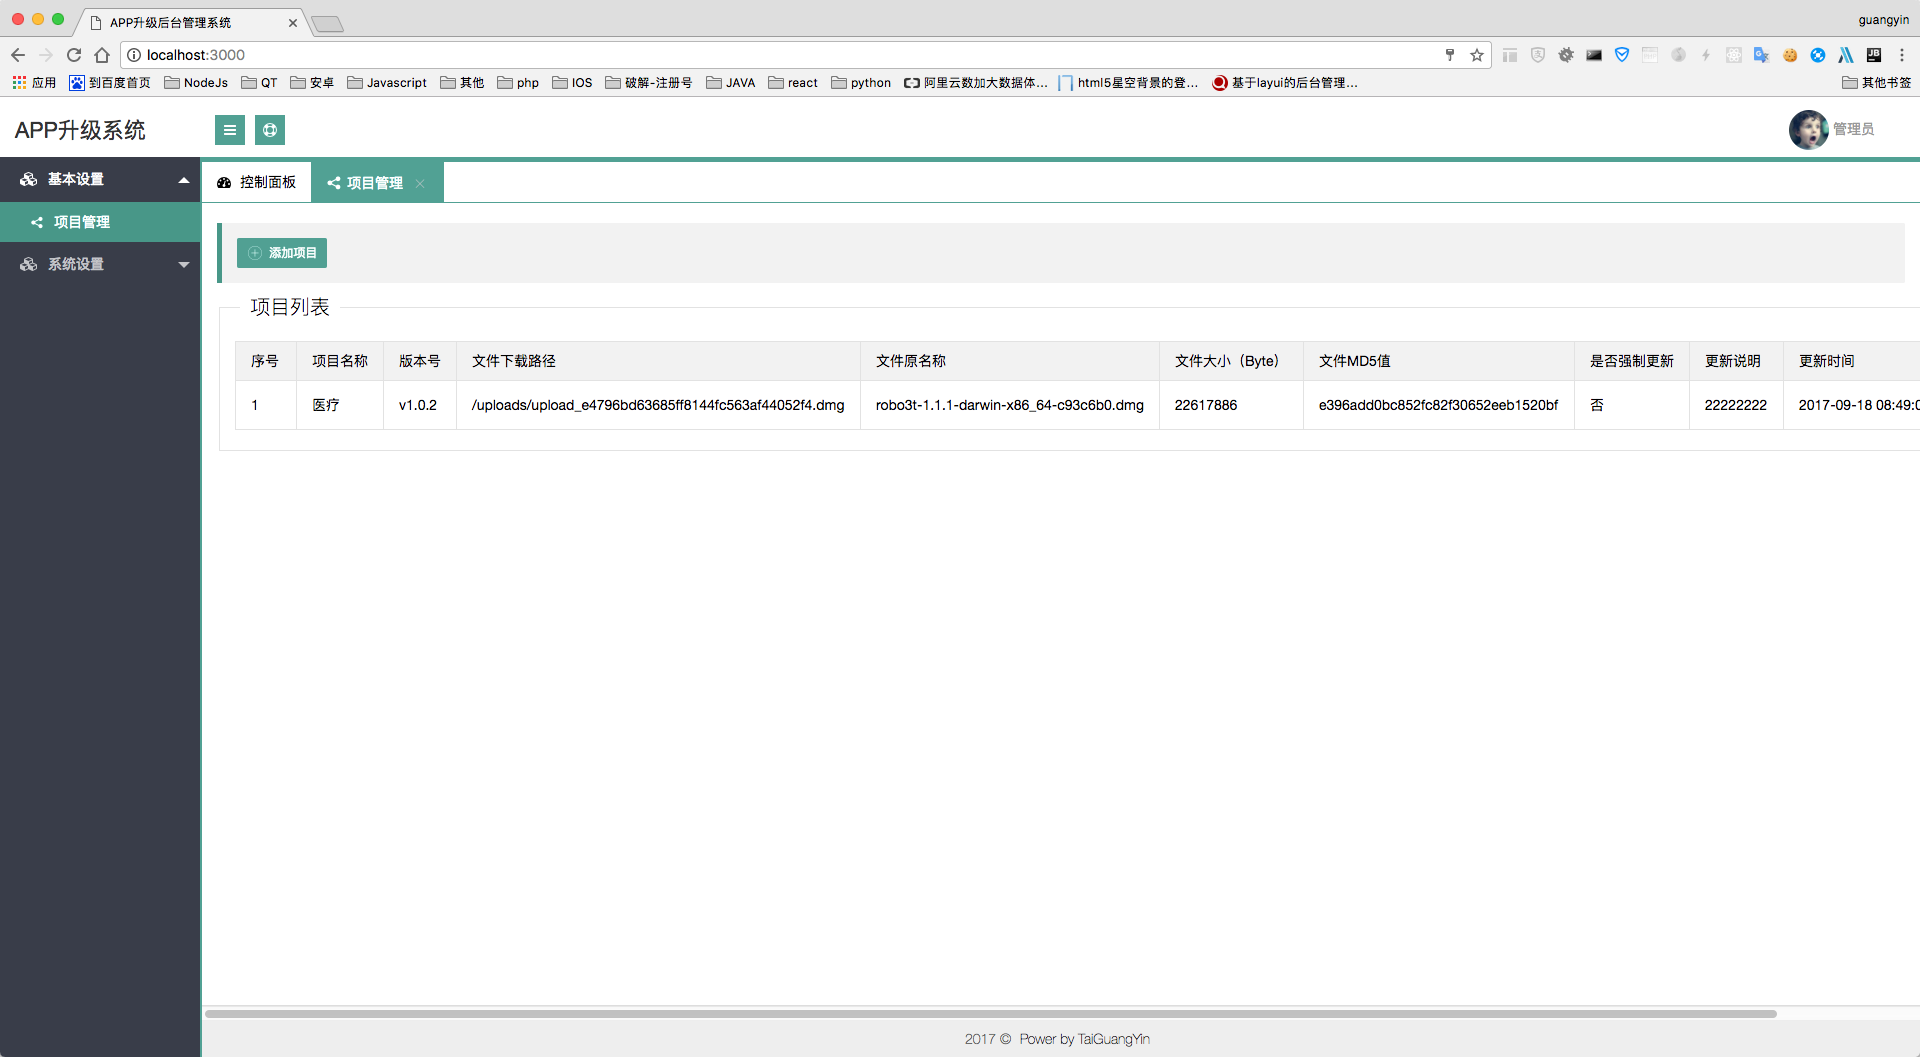 APP升级后台管理系统
guangyin
localhost:3000
应用 到百度首页 NodeJs QT 安卓 Javascript 其他 php IOS 破解-注册号 JAVA react python 阿里云数加大数据体... html5星空背景的登... 基于layui的后台管理... 其他书签
APP升级系统
管理员
基本设置
项目管理
系统设置
控制面板 项目管理
添加项目
项目列表
序号 项目名称 版本号 文件下载路径 文件原名称 文件大小（Byte） 文件MD5值 是否强制更新 更新说明 更新时间
1 医疗 v1.0.2 /uploads/upload_e4796bd63685ff8144fc563af44052f4.dmg robo3t-1.1.1-darwin-x86_64-c93c6b0.dmg 22617886 e396add0bc852fc82f30652eeb1520bf 否 22222222 2017-09-18 08:49:0
2017 © Power by TaiGuangYin